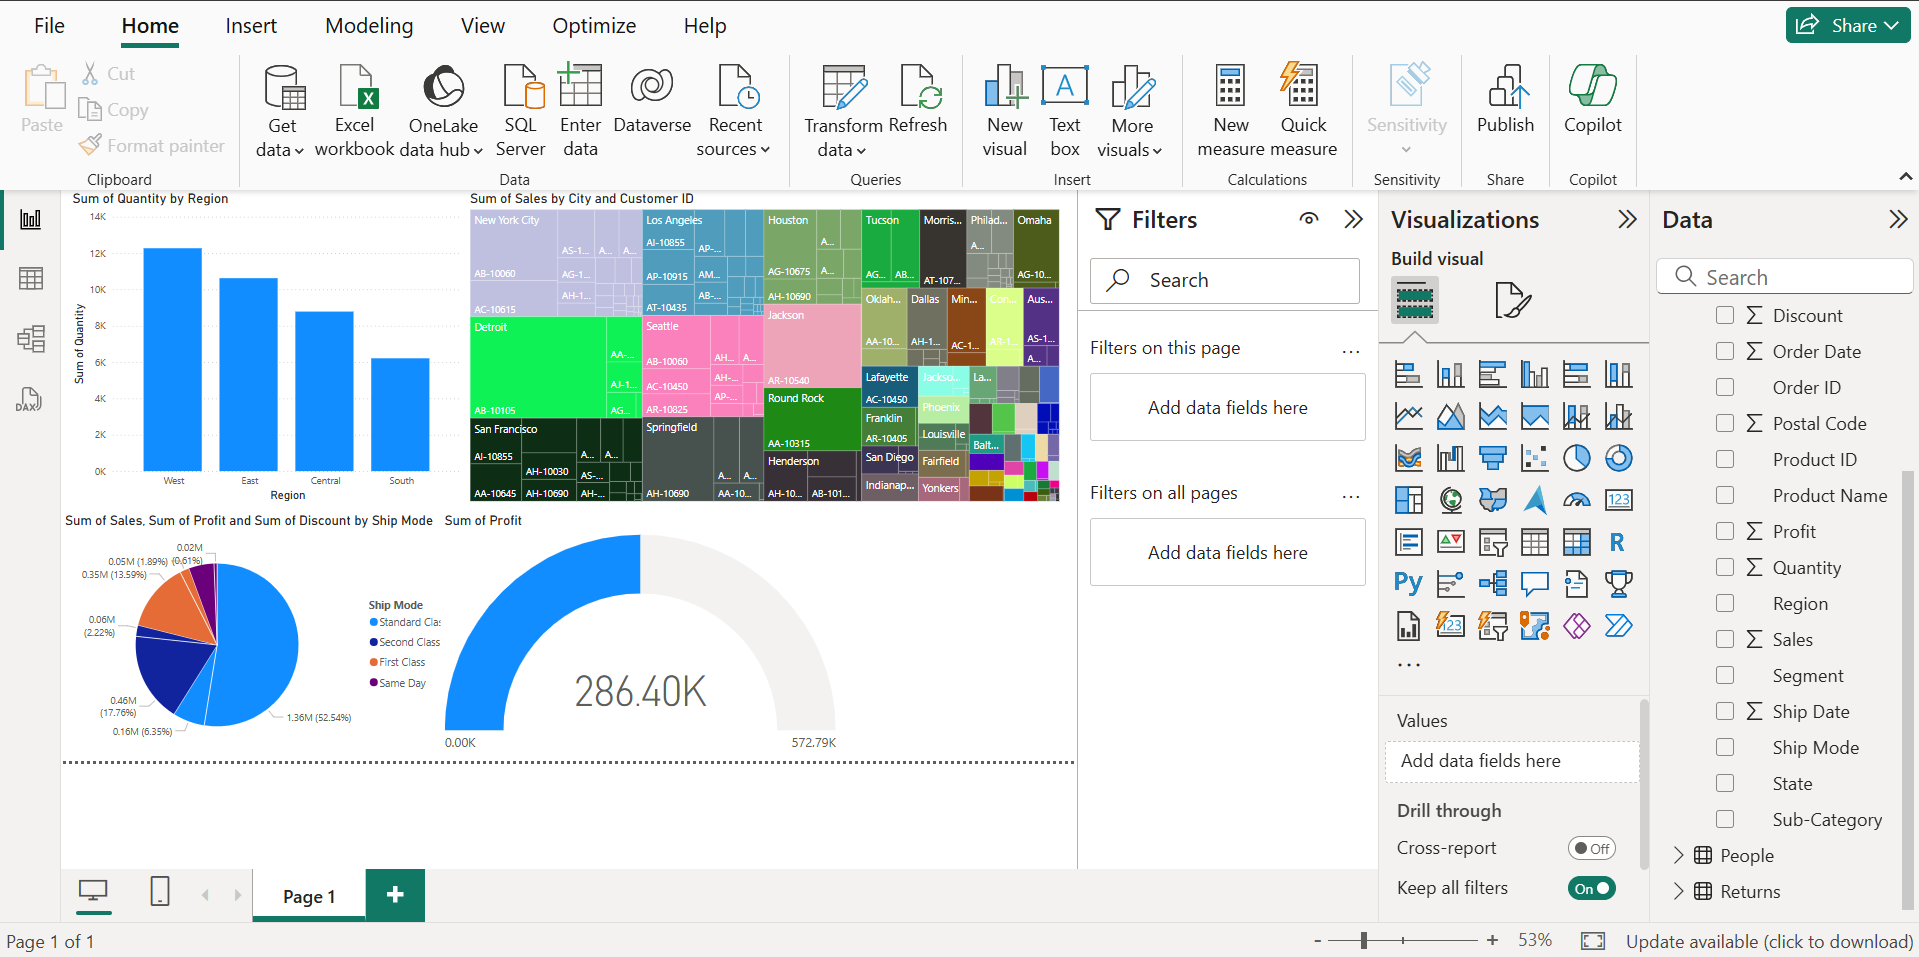 File Home Insert Modeling View Optimize Help Share
Paste
Cut
Copy
Format painter
Clipboard
Get data
Excel workbook
OneLake data hub
SQL Server
Enter data
Dataverse
Recent sources
Data
Transform data
Refresh
Queries
New visual
Text box
More visuals
Insert
New measure
Quick measure
Calculations
Sensitivity
Sensitivity
Publish
Share
Copilot
Copilot
DAX
Sum of Quantity by Region
Sum of Quantity
14K
12K
10K
8K
6K
4K
2K
0K
West East Central South
Region
Sum of Sales by City and Customer ID
New York City
AS-1... A... A...
AB-10060 AG-1...
AH-1...
AC-10615
Los Angeles
AI-10855 AP-...
AP-10915 AM...
AB-...
AT-10435
Houston
A...
AG-10675 A...
AH-10690
Tucson
AG... AB...
Morris...
AT-107...
Philad...
A...
Omaha
AG-10...
Detroit
AA-...
AJ-1...
AB-10105 AG...
Seattle
AB-10060 AH... A...
AC-10450 AH-...
AP-...
AR-10825
Jackson
AR-10540
Oklah...
AA-10...
Dallas
AH-1...
Min...
AC-1...
Con...
AR-1...
Aus...
AS-1...
A...
San Francisco
AI-10855 A... A...
AH-10030 AS-...
AA-10645 AH-10690 AH-...
Springfield
A... A...
AH-10690 AA-10... A...
Round Rock
AA-10315
Henderson
AH-10... AB-101...
Lafayette
AC-10450
Franklin
AR-10405
San Diego
Indianap...
Jackso...
Phoenix
Louisville
Fairfield
Yonkers
La...
Balt...
Sum of Sales, Sum of Profit and Sum of Discount by Ship Mode
0.02M
(0.61%)
0.05M (1.89%)
0.35M (13.59%)
0.06M
(2.22%)
0.46M
(17.76%)
0.16M (6.35%)
1.36M (52.54%)
Ship Mode
Standard Clas
Second Class
First Class
Same Day
Sum of Profit
286.40K
0.00K 572.79K
Filters
Search
Filters on this page ...
Add data fields here
Filters on all pages ...
Add data fields here
Visualizations
Build visual
123
R
Py
123
...
Values
Add data fields here
Drill through
Cross-report Off
Keep all filters On
Data
Search
Discount
Order Date
Order ID
Postal Code
Product ID
Product Name
Profit
Quantity
Region
Sales
Segment
Ship Date
Ship Mode
State
Sub-Category
People
Returns
Page 1 +
Page 1 of 1
- + 53%
Update available (click to download)